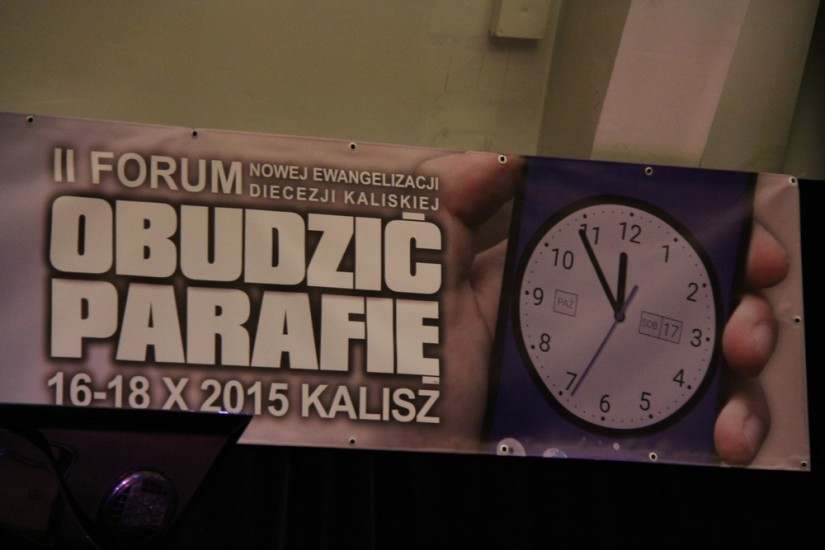 II FORUM NOWEJ EWANGELIZACJI
DIECEZJI KALISKIEJ
OBUDZIĆ
PARAFIĘ
16-18 X 2015 KALISZ
12
1
2
3
4
5
6
7
8
9
10
11
PAŹ
SOB 17